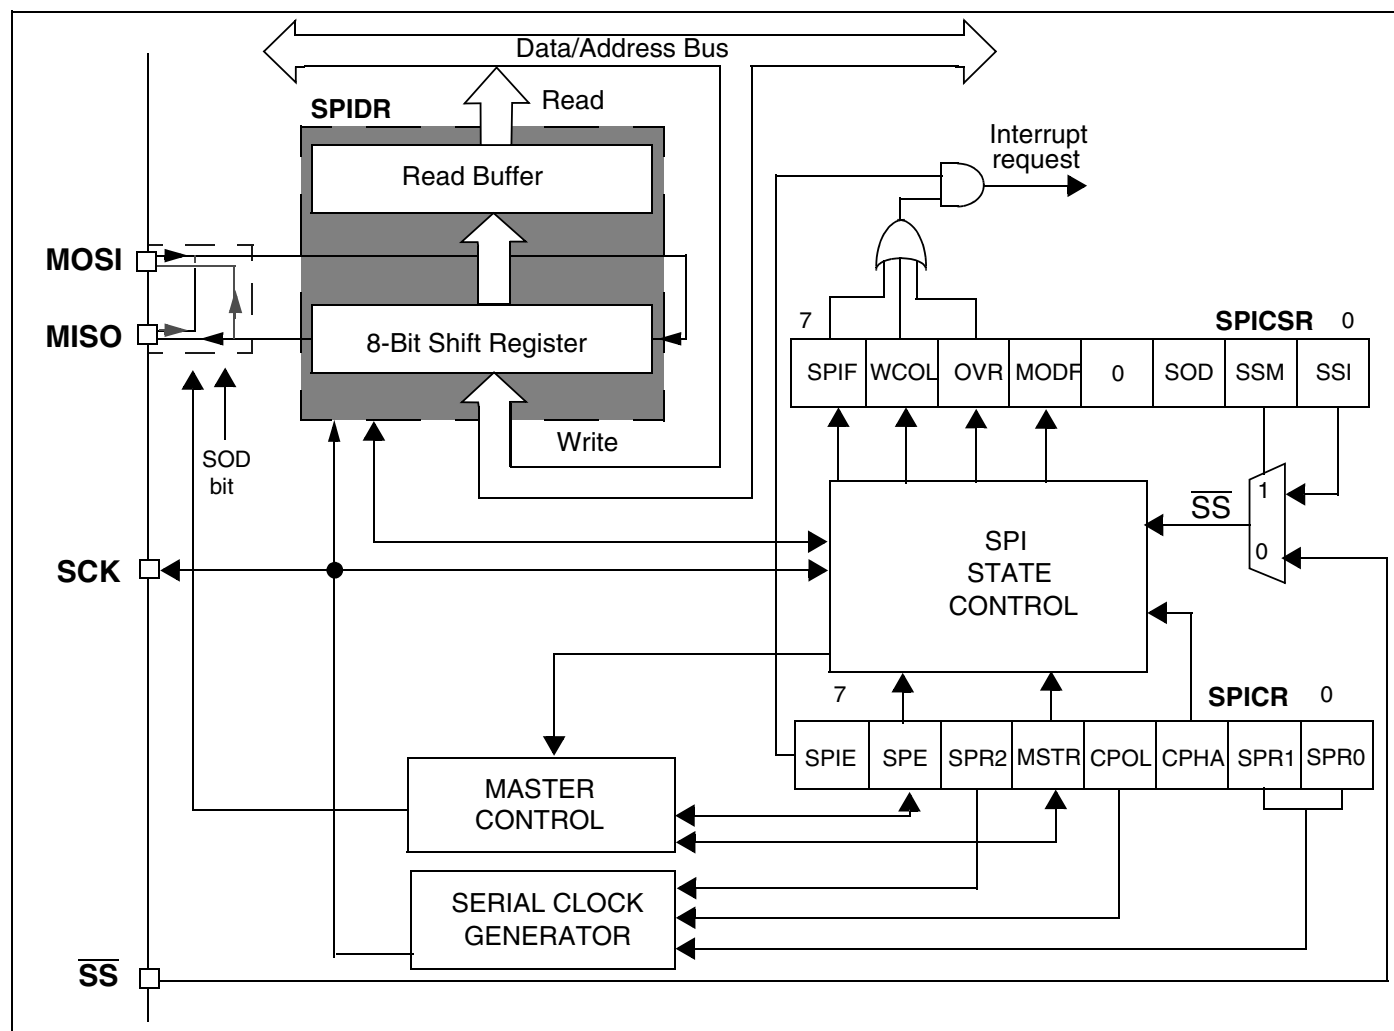 Data/Address Bus
SPIDR
Read
Read Buffer
Interrupt
request
MOSI
MISO
8-Bit Shift Register
Write
SOD
bit
7
SPICSR
0
SPIF
WCOL
OVR
MODF
0
SOD
SSM
SSI
1
0
SS
SCK
SPI
STATE
CONTROL
7
SPICR
0
SPIE
SPE
SPR2
MSTR
CPOL
CPHA
SPR1
SPR0
MASTER
CONTROL
SERIAL CLOCK
GENERATOR
SS